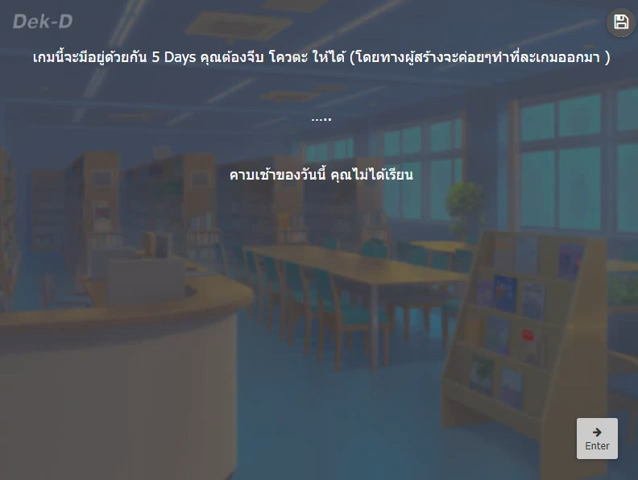 Dek-D
เกมนี้จะมีอยู่ด้วยกัน 5 Days คุณต้องจีบ โควตะ ให้ได้ (โดยทางผู้สร้างจะค่อยๆทำที่ละเกมออกมา )
.....
คาบเช้าของวันนี้ คุณไม่ได้เรียน
Enter